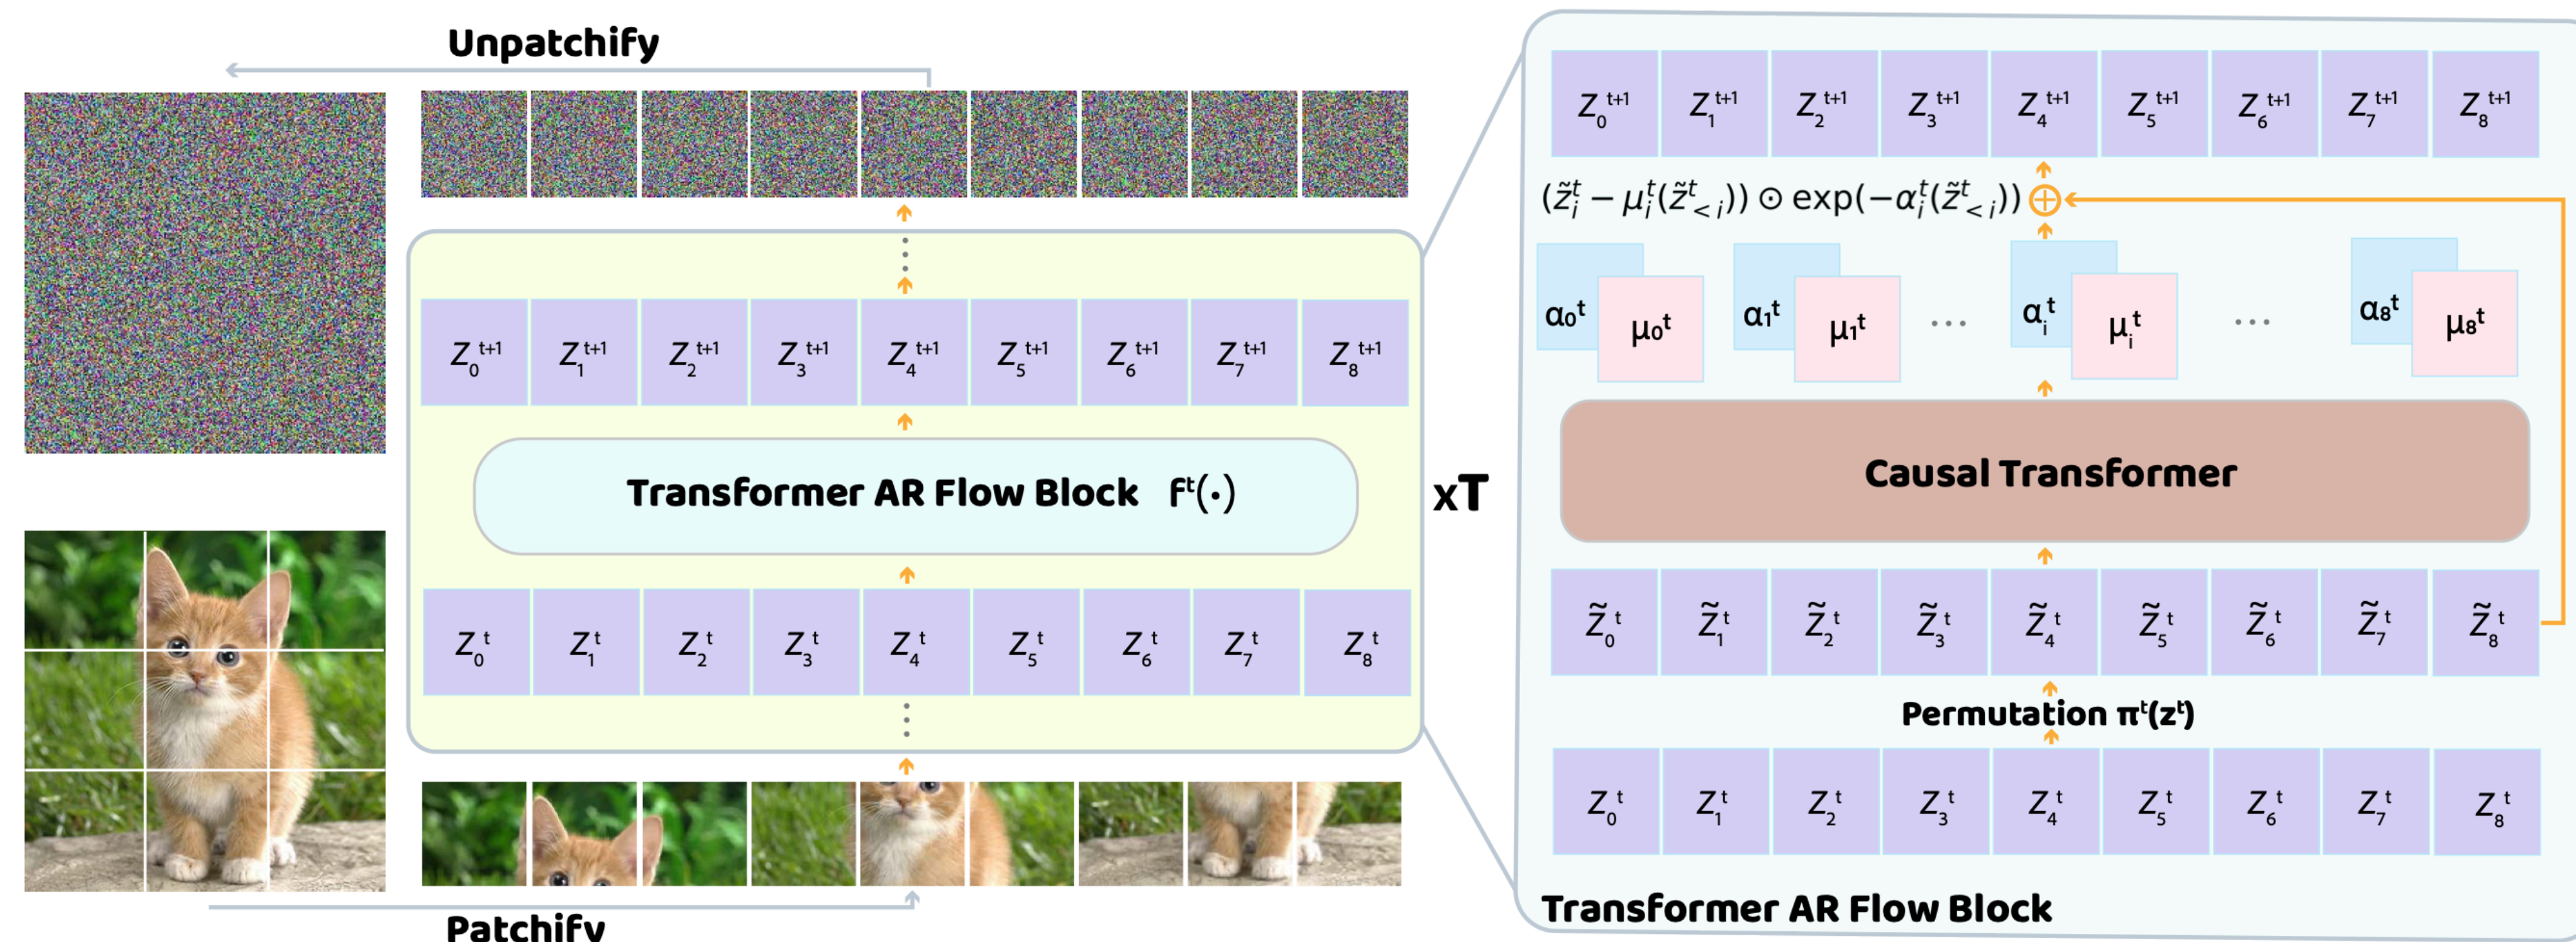 Unpatchify
Z₀ᵗ⁺¹ Z₁ᵗ⁺¹ Z₂ᵗ⁺¹ Z₃ᵗ⁺¹ Z₄ᵗ⁺¹ Z₅ᵗ⁺¹ Z₆ᵗ⁺¹ Z₇ᵗ⁺¹ Z₈ᵗ⁺¹
Transformer AR Flow Block fᵗ(·)
Z₀ᵗ Z₁ᵗ Z₂ᵗ Z₃ᵗ Z₄ᵗ Z₅ᵗ Z₆ᵗ Z₇ᵗ Z₈ᵗ
Patchify
xT
Z₀ᵗ⁺¹ Z₁ᵗ⁺¹ Z₂ᵗ⁺¹ Z₃ᵗ⁺¹ Z₄ᵗ⁺¹ Z₅ᵗ⁺¹ Z₆ᵗ⁺¹ Z₇ᵗ⁺¹ Z₈ᵗ⁺¹
(z̃ᵢᵗ − μᵢᵗ(z̃ᵗ<ᵢ)) ⊙ exp(−αᵢᵗ(z̃ᵗ<ᵢ)) ⊕
α₀ᵗ μ₀ᵗ α₁ᵗ μ₁ᵗ ... αᵢᵗ μᵢᵗ ... α₈ᵗ μ₈ᵗ
Causal Transformer
Z̃₀ᵗ Z̃₁ᵗ Z̃₂ᵗ Z̃₃ᵗ Z̃₄ᵗ Z̃₅ᵗ Z̃₆ᵗ Z̃₇ᵗ Z̃₈ᵗ
Permutation πᵗ(zᵗ)
Z₀ᵗ Z₁ᵗ Z₂ᵗ Z₃ᵗ Z₄ᵗ Z₅ᵗ Z₆ᵗ Z₇ᵗ Z₈ᵗ
Transformer AR Flow Block